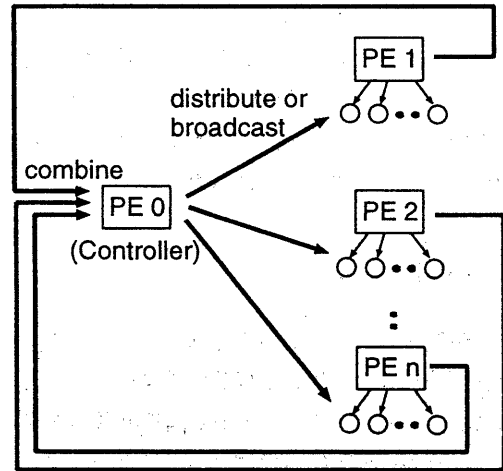 PE 1
distribute or
broadcast
combine
PE 0
(Controller)
PE 2
PE n